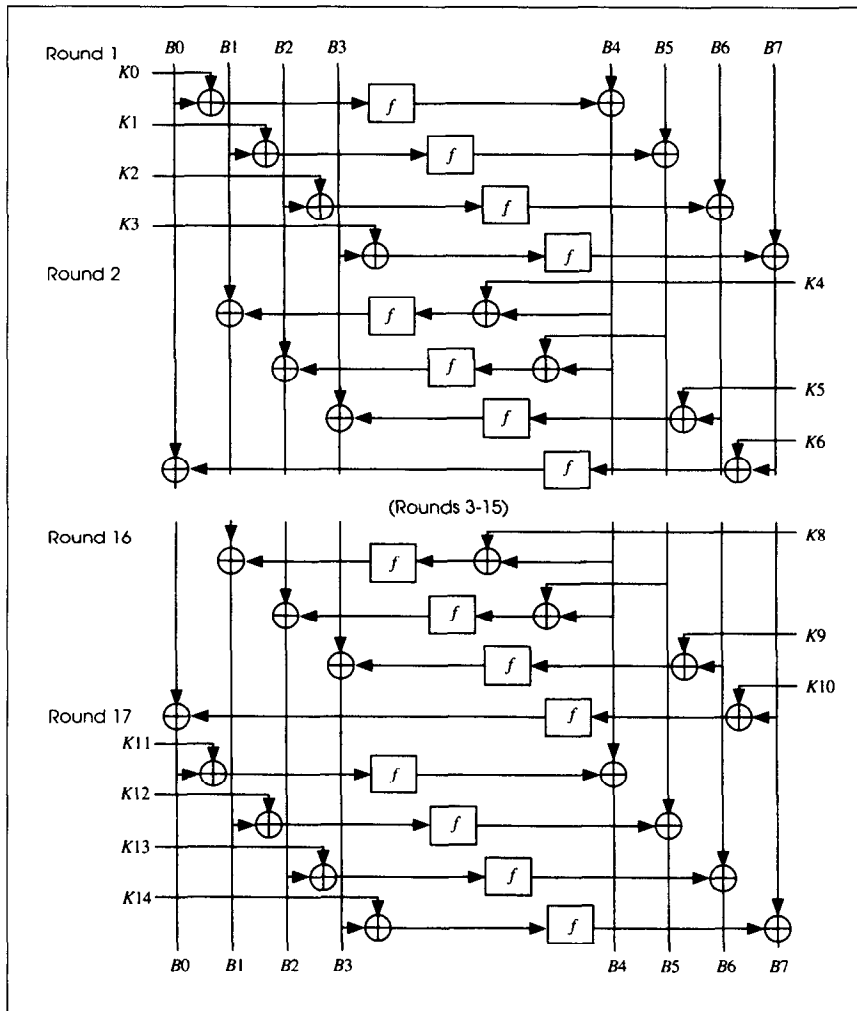 Round 1
B0 B1 B2 B3 B4 B5 B6 B7
K0
f
K1
f
K2
f
K3
f
Round 2
K4
f
f
K5
f
K6
f
(Rounds 3-15)
Round 16
K8
f
f
K9
f
K10
Round 17
f
K11
f
K12
f
K13
f
K14
f
B0 B1 B2 B3 B4 B5 B6 B7